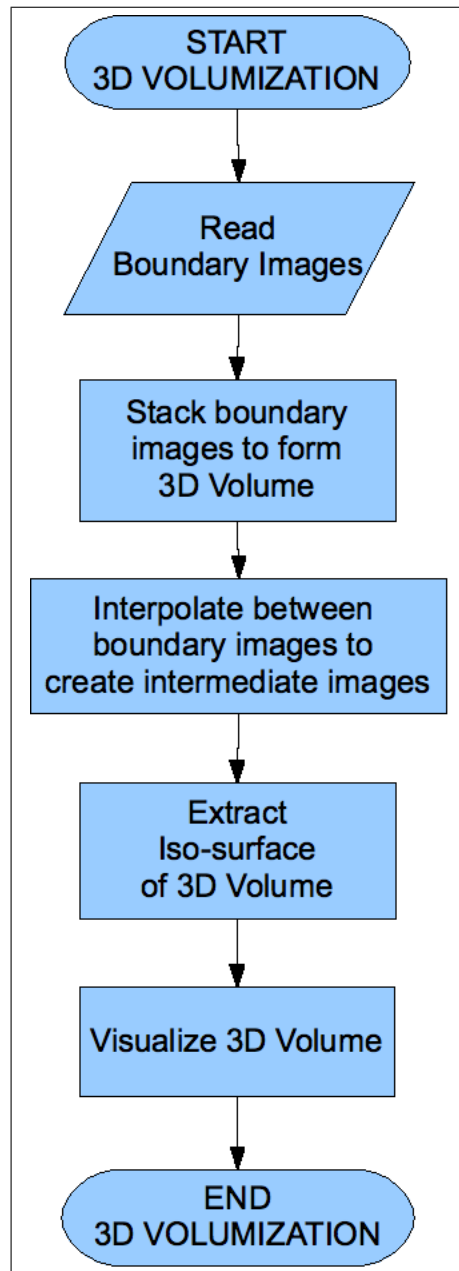 START
3D VOLUMIZATION
Read
Boundary Images
Stack boundary
images to form
3D Volume
Interpolate between
boundary images to
create intermediate images
Extract
Iso-surface
of 3D Volume
Visualize 3D Volume
END
3D VOLUMIZATION